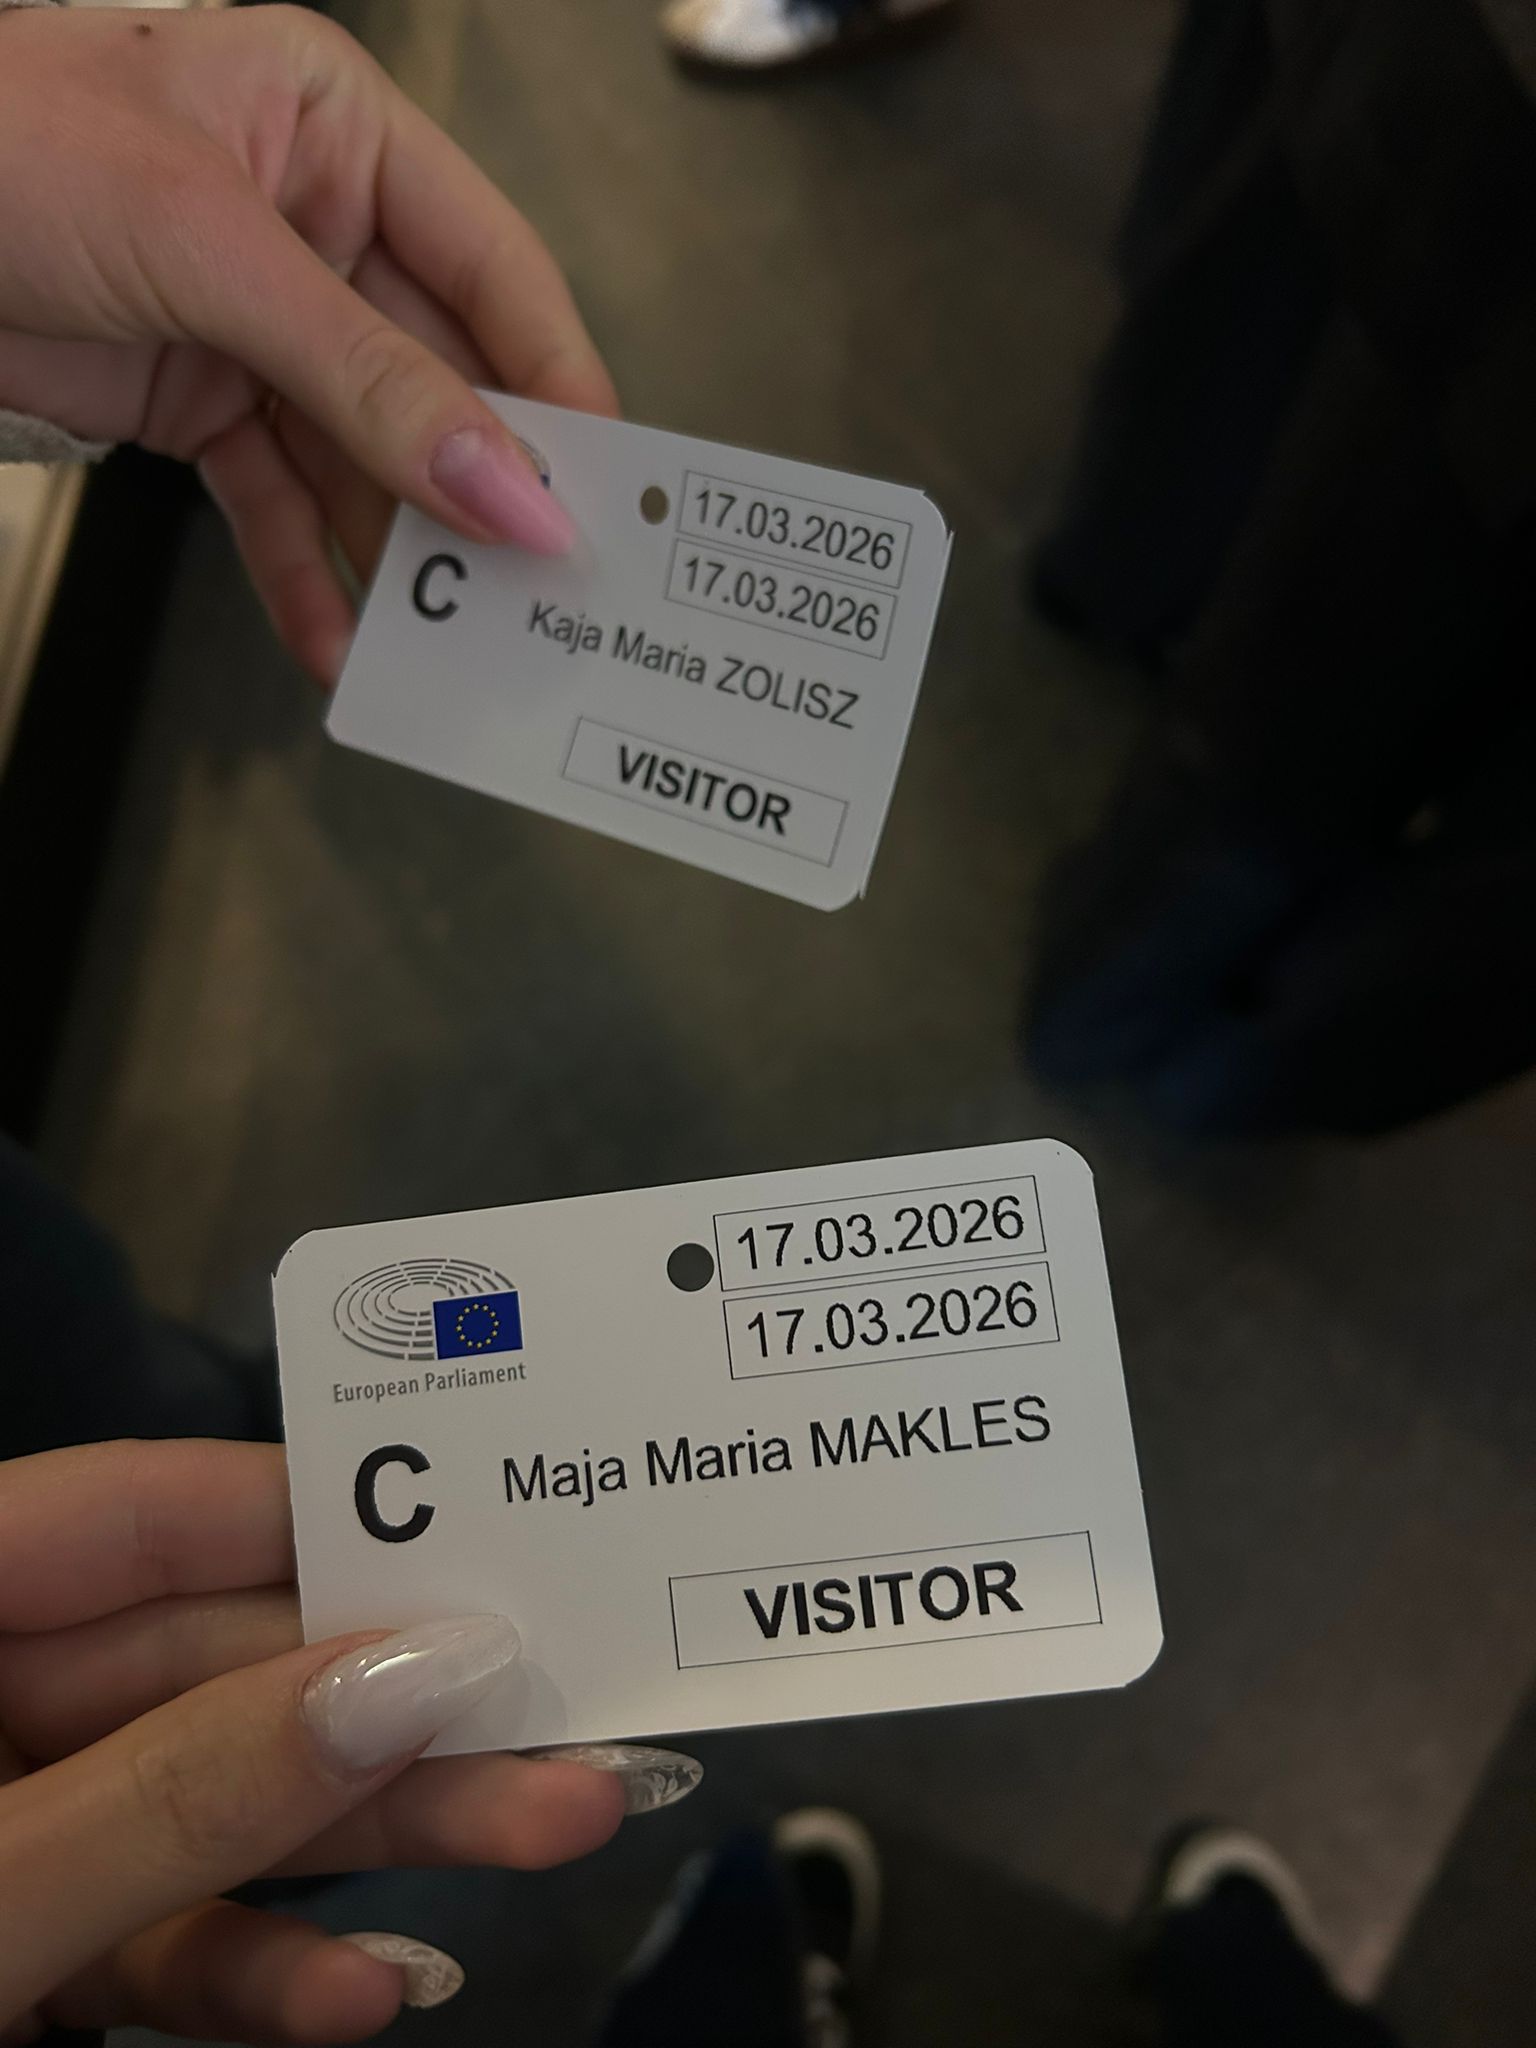 17.03.2026
17.03.2026
C
Kaja Maria ZOLISZ
VISITOR
17.03.2026
17.03.2026
European Parliament
C
Maja Maria MAKLES
VISITOR